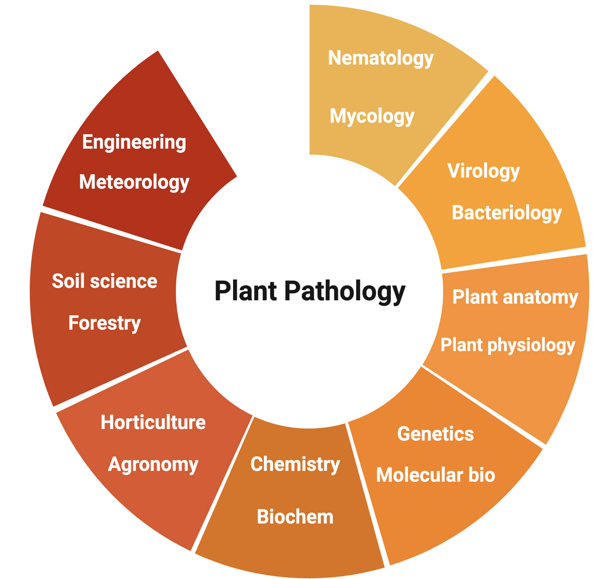 Nematology
Mycology
Virology
Bacteriology
Plant anatomy
Plant physiology
Genetics
Molecular bio
Chemistry
Biochem
Horticulture
Agronomy
Soil science
Forestry
Engineering
Meteorology
Plant Pathology